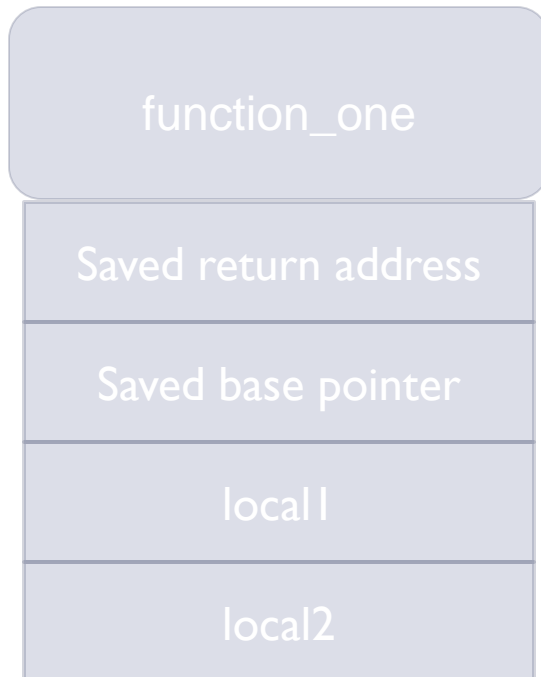 function_one
Saved return address
Saved base pointer
local1
local2